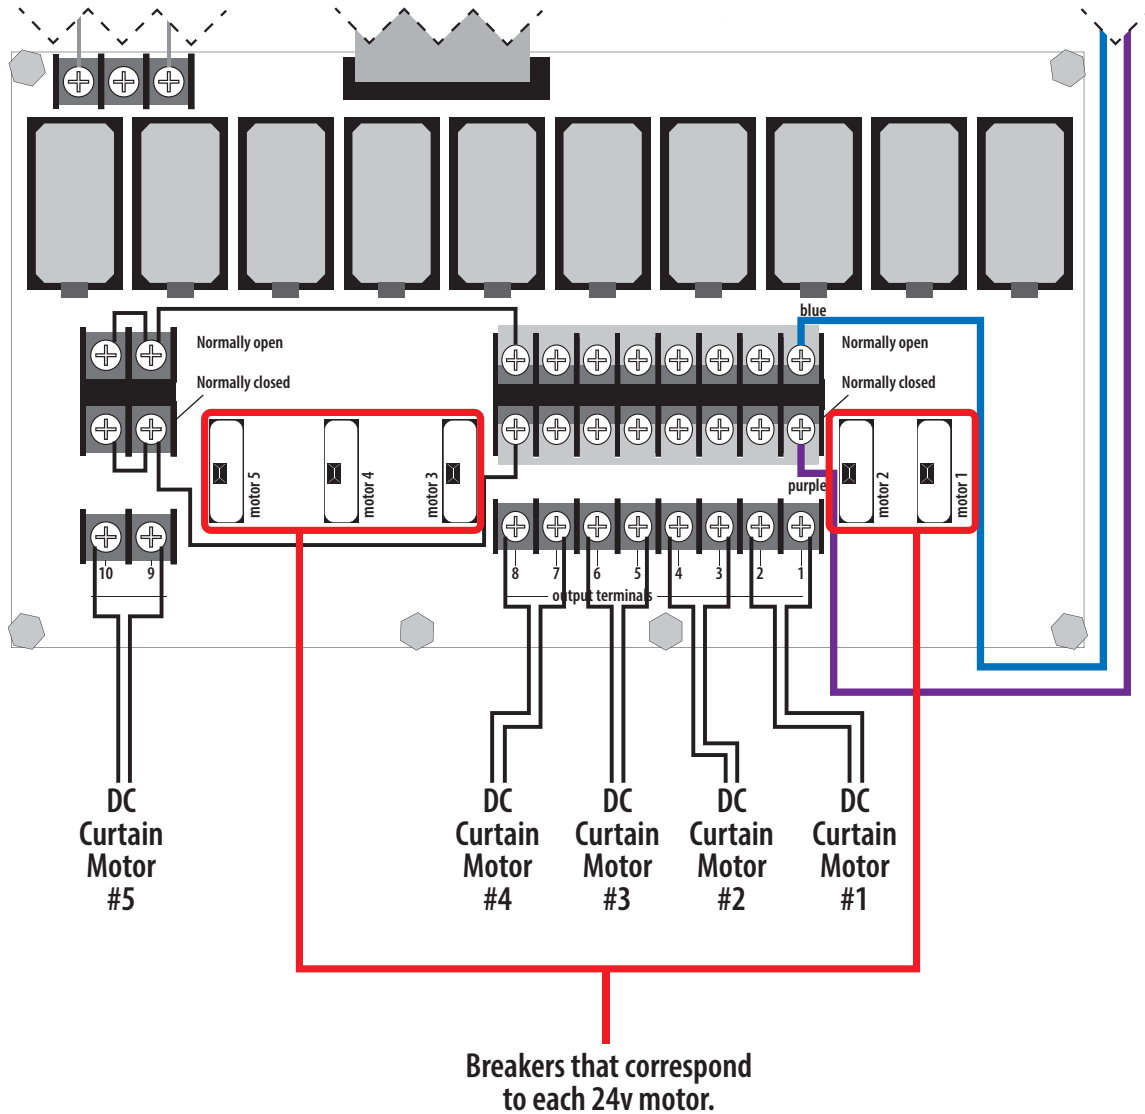 blue
Normally open
Normally open
Normally closed
Normally closed
motor 5
motor 4
motor 3
purple
motor 2
motor 1
10
9
8
7
6
5
4
3
2
1
output terminals
DC
Curtain
Motor
#5
DC
Curtain
Motor
#4
DC
Curtain
Motor
#3
DC
Curtain
Motor
#2
DC
Curtain
Motor
#1
Breakers that correspond
to each 24v motor.